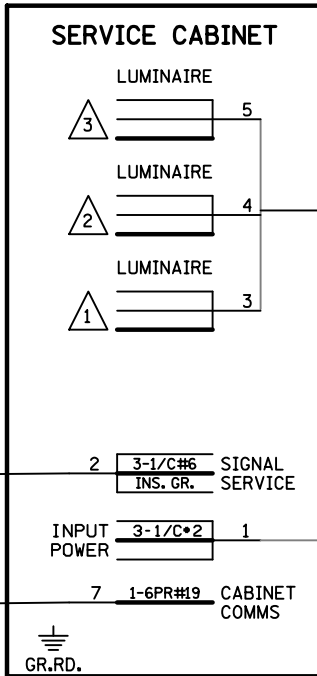 SERVICE CABINET
LUMINAIRE
3
5
LUMINAIRE
2
4
LUMINAIRE
1
3
2 3-1/C#6 SIGNAL
INS. GR. SERVICE
INPUT 3-1/C•2 1
POWER
7 1-6PR#19 CABINET
COMMS
GR.RD.